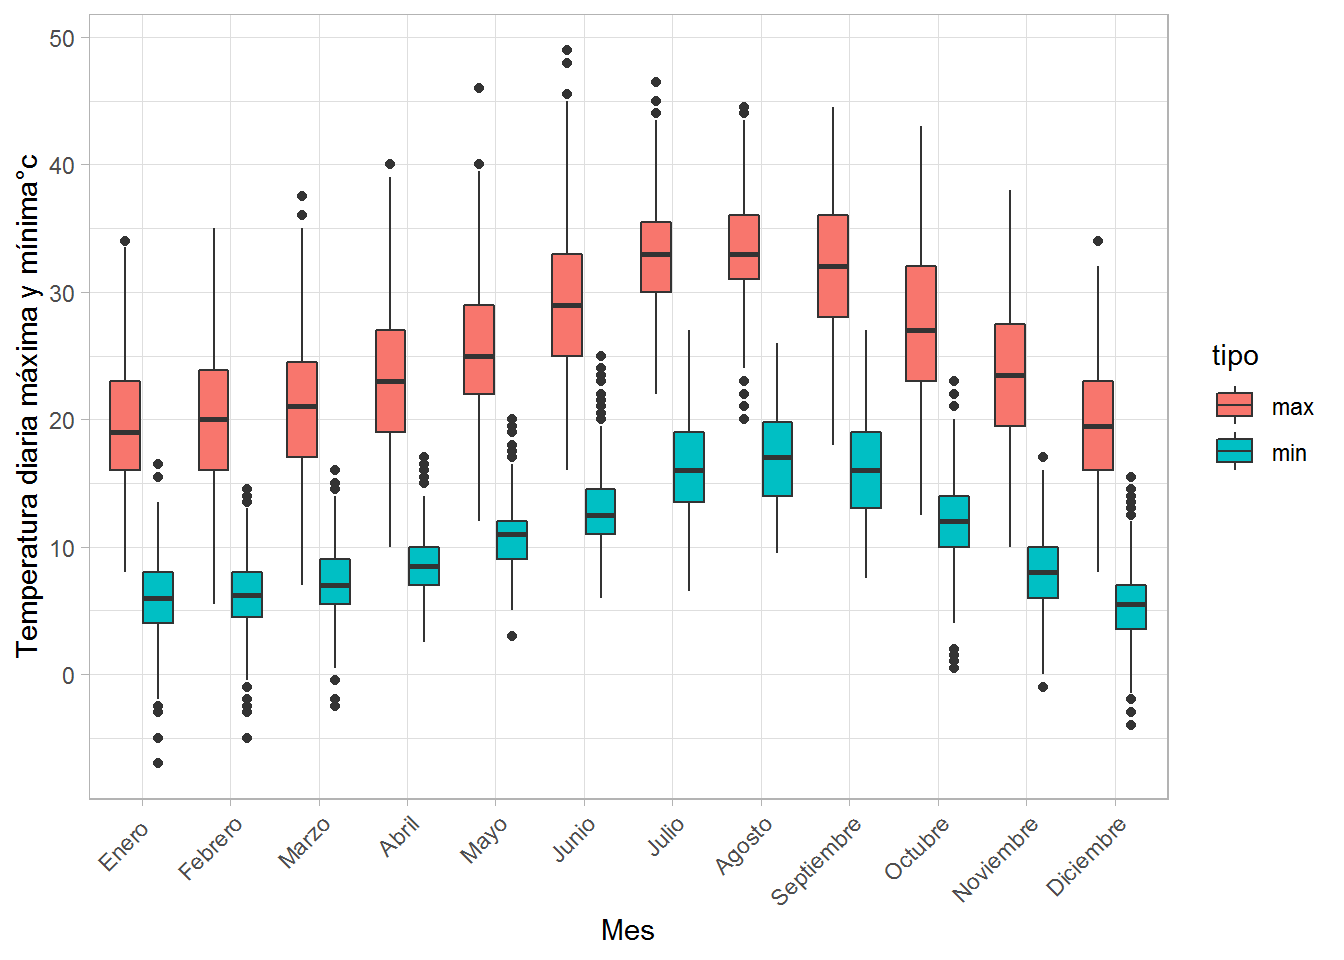 Temperatura diaria máxima y mínima°c
50
40
30
20
10
0
Enero
Febrero
Marzo
Abril
Mayo
Junio
Julio
Agosto
Septiembre
Octubre
Noviembre
Diciembre
Mes
tipo
max
min